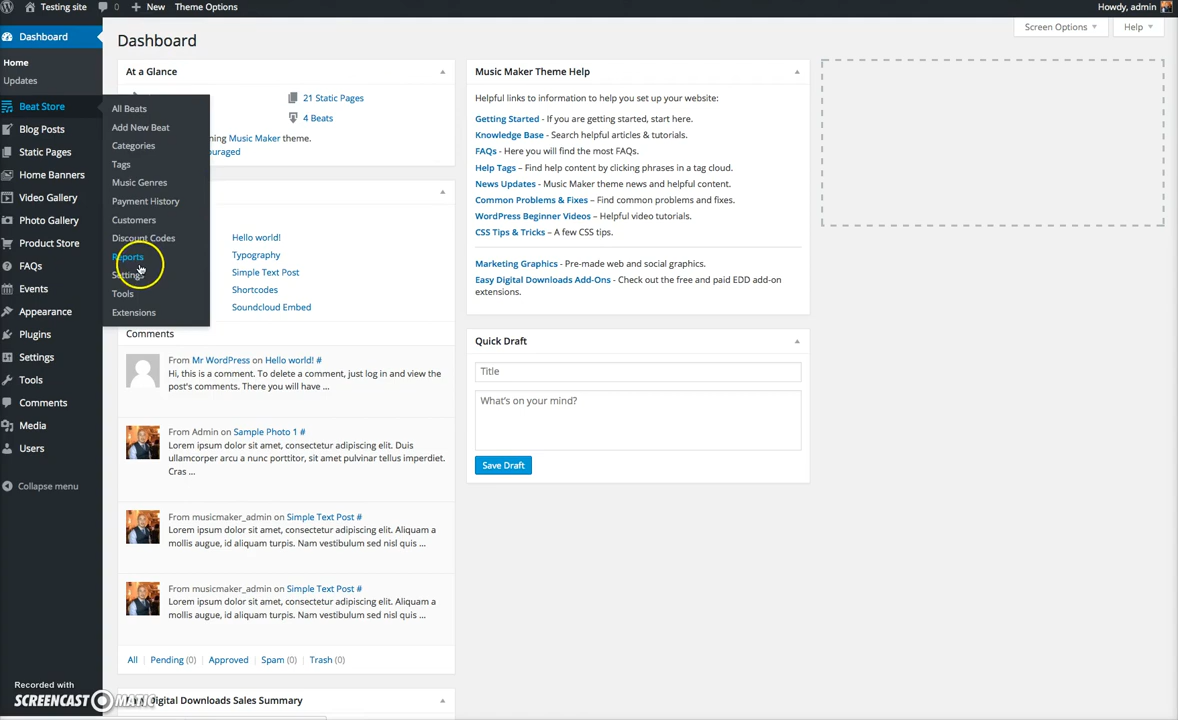 Testing site
0
New
Theme Options
Howdy, admin
Dashboard
Home
Updates
Beat Store
Blog Posts
Static Pages
Home Banners
Video Gallery
Photo Gallery
Product Store
FAQs
Events
Appearance
Plugins
Settings
Tools
Comments
Media
Users
Collapse menu
All Beats
Add New Beat
Categories
Tags
Music Genres
Payment History
Customers
Discount Codes
Reports
Settings
Tools
Extensions
Dashboard
Screen Options
Help
At a Glance
21 Static Pages
4 Beats
Music Maker theme.
Hello world!
Typography
Simple Text Post
Shortcodes
Soundcloud Embed
Comments
From Mr WordPress on Hello world! #
Hi, this is a comment. To delete a comment, just log in and view the
post's comments. There you will have ...
From Admin on Sample Photo 1 #
Lorem ipsum dolor sit amet, consectetur adipiscing elit. Duis
ullamcorper arcu a nunc porttitor, sit amet pulvinar tellus imperdiet.
Cras ...
From musicmaker_admin on Simple Text Post #
Lorem ipsum dolor sit amet, consectetur adipiscing elit. Aliquam a
mollis augue, id aliquam turpis. Vestibulum sed nisl quis ...
From musicmaker_admin on Simple Text Post #
Lorem ipsum dolor sit amet, consectetur adipiscing elit. Aliquam a
mollis augue, id aliquam turpis. Nam vestibulum sed nisl quis ...
All | Pending (0) | Approved | Spam (0) | Trash (0)
Digital Downloads Sales Summary
Music Maker Theme Help
Helpful links to information to help you set up your website:
Getting Started - If you are getting started, start here.
Knowledge Base - Search helpful articles & tutorials.
FAQs - Here you will find the most FAQs.
Help Tags – Find help content by clicking phrases in a tag cloud.
News Updates - Music Maker theme news and helpful content.
Common Problems & Fixes – Find common problems and fixes.
WordPress Beginner Videos – Helpful video tutorials.
CSS Tips & Tricks – A few CSS tips.
Marketing Graphics - Pre-made web and social graphics.
Easy Digital Downloads Add-Ons - Check out the free and paid EDD add-on
extensions.
Quick Draft
Title
What's on your mind?
Save Draft
Recorded with
SCREENCAST MATIC